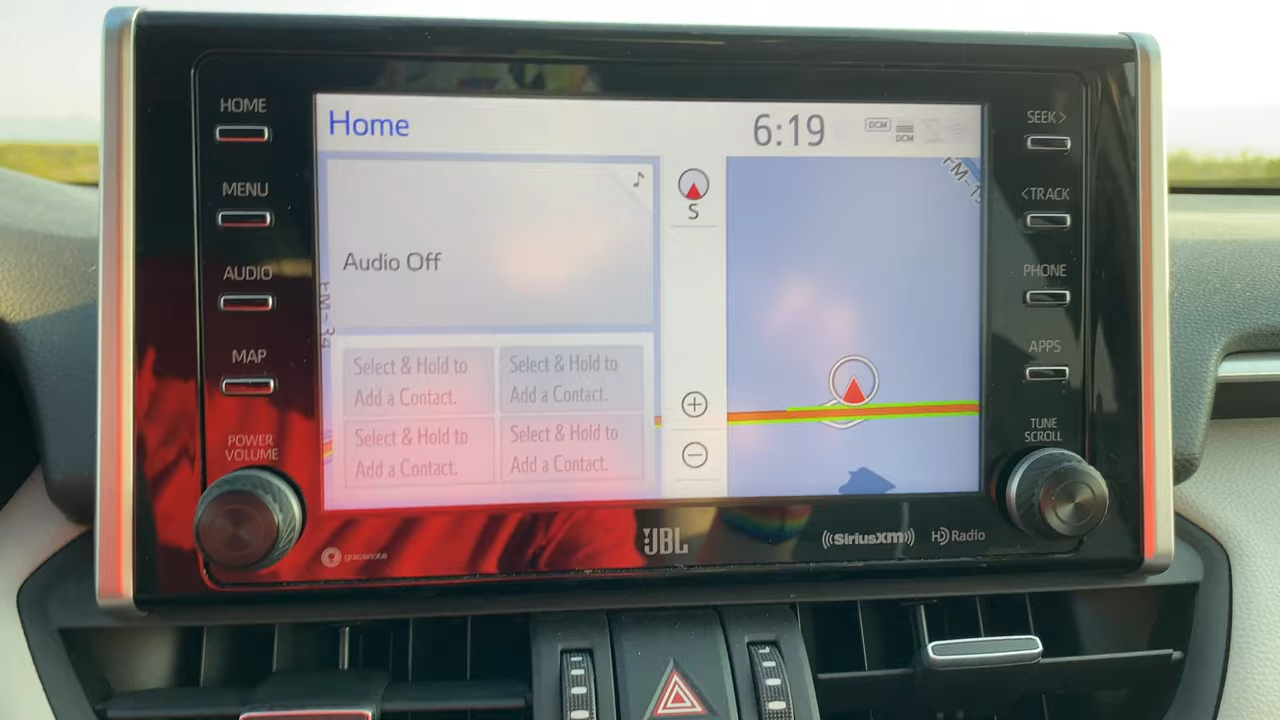 HOME
MENU
AUDIO
MAP
POWER
VOLUME
Home
6:19
DCM
DCM
Audio Off
S
Select & Hold to
Add a Contact.
Select & Hold to
Add a Contact.
Select & Hold to
Add a Contact.
Select & Hold to
Add a Contact.
SEEK >
< TRACK
PHONE
APPS
TUNE
SCROLL
gracenote
JBL
((SiriusXM))
HD Radio